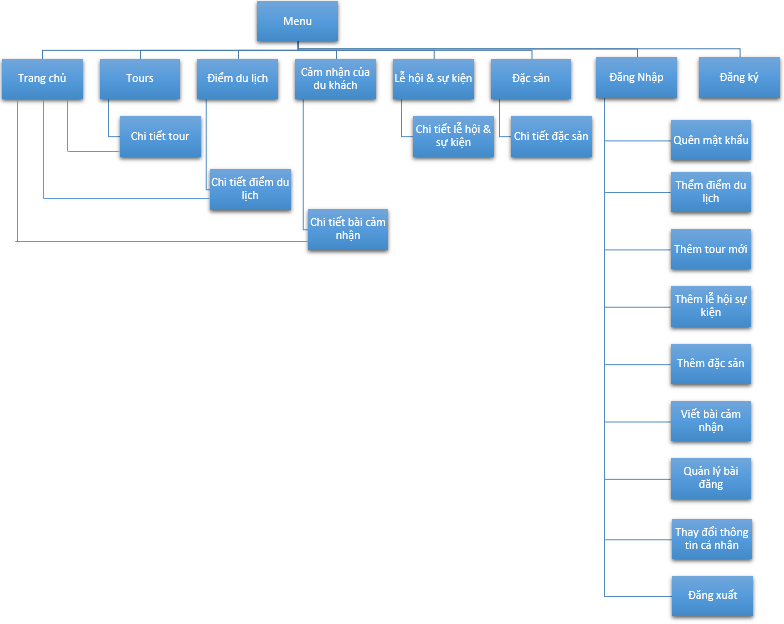 Menu
Trang chủ
Tours
Điểm du lịch
Cảm nhận của
du khách
Lễ hội & sự kiện
Đặc sản
Đăng Nhập
Đăng ký
Chi tiết tour
Chi tiết lễ hội &
sự kiện
Chi tiết đặc sản
Quên mật khẩu
Chi tiết điểm du
lịch
Thểm điểm du
lịch
Chi tiết bài cảm
nhận
Thêm tour mới
Thêm lễ hội sự
kiện
Thêm đặc sản
Viết bài cảm
nhận
Quản lý bài
đăng
Thay đổi thông
tin cá nhân
Đăng xuất